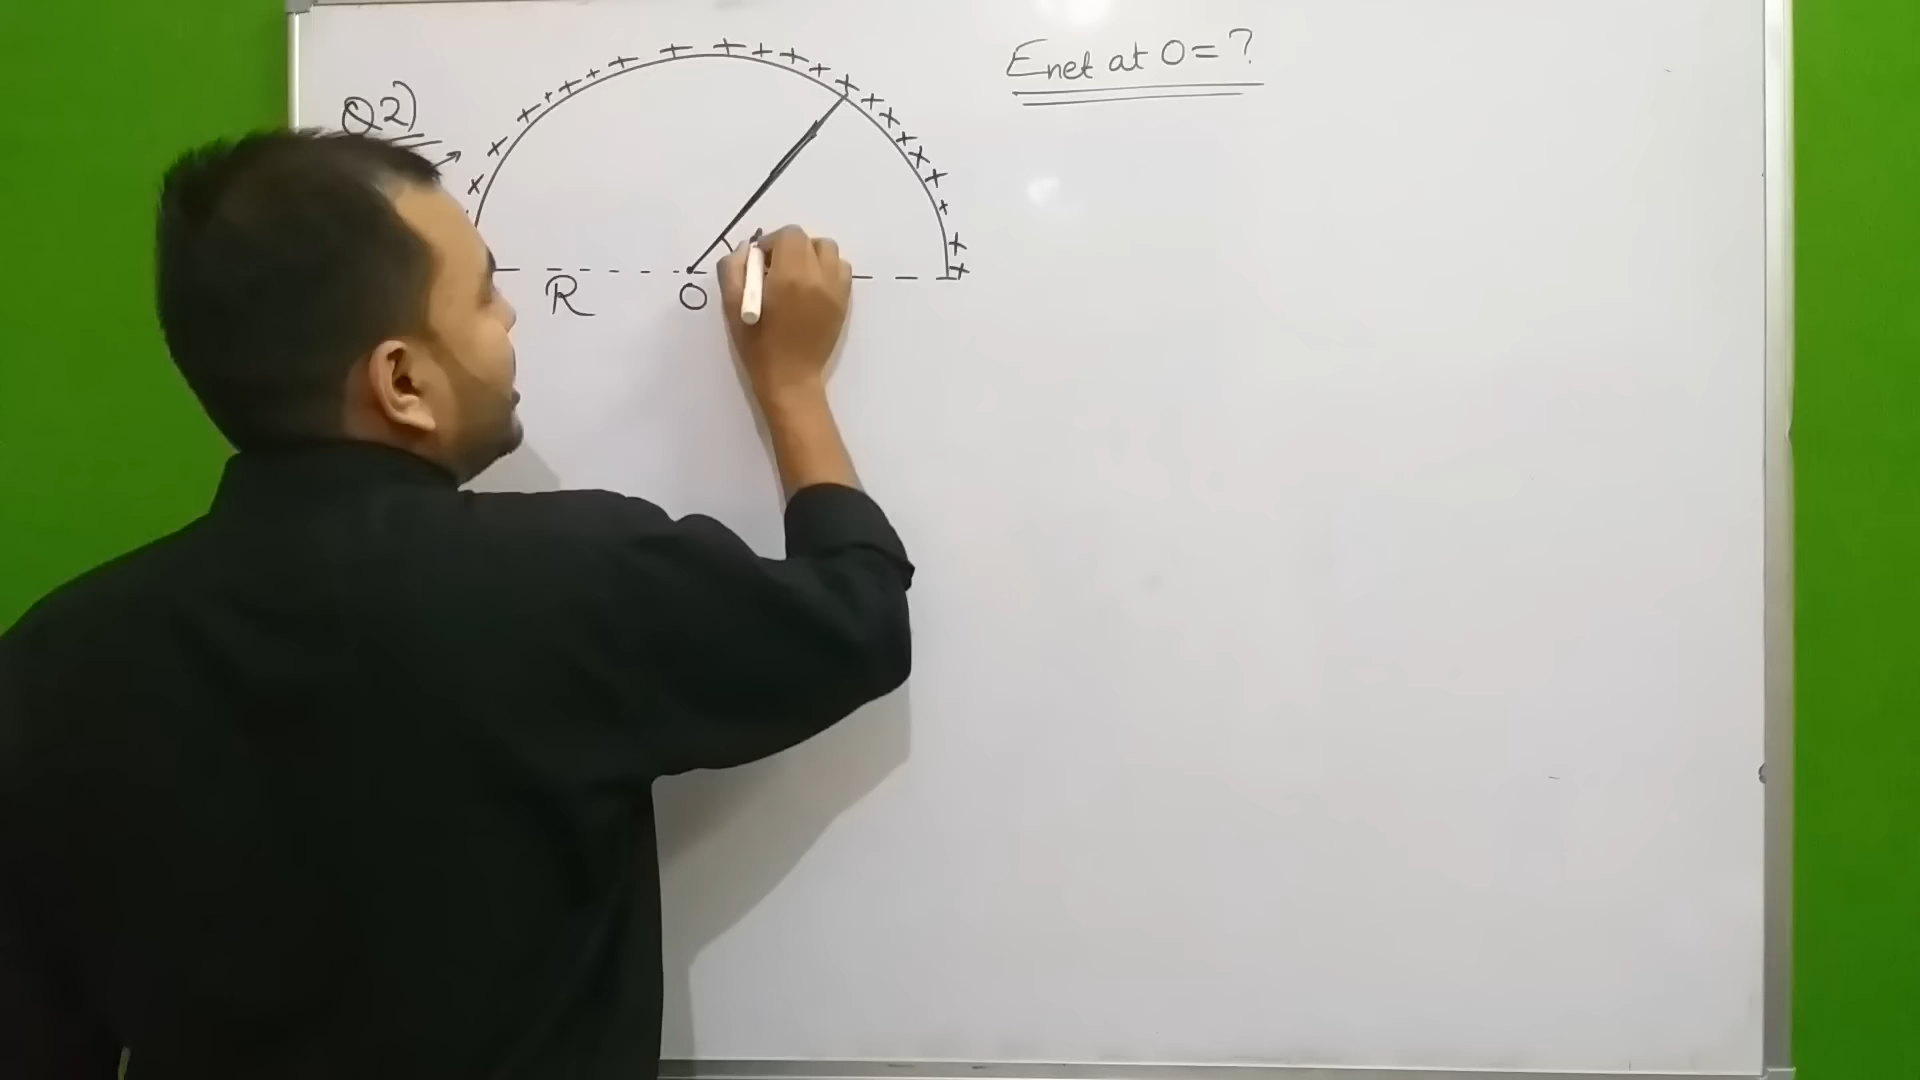 Q2)
Enet at O = ?
R
O